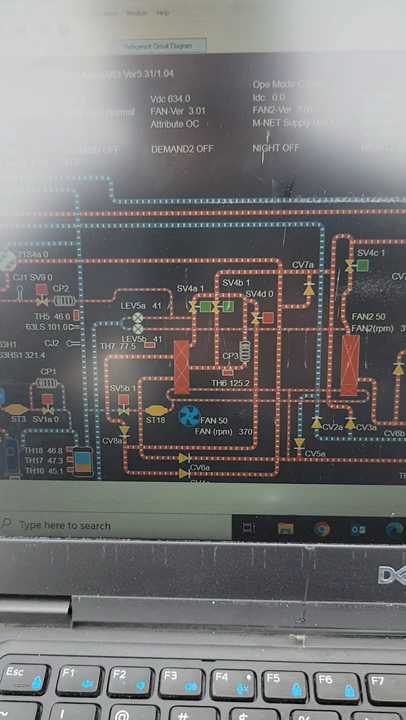 Window Help
Refrigerant Circuit Diagram
Ver5.31/1.04
Ope Mode
Vdc 634.0
Idc 0.0
Normal
FAN-Ver 3.01
FAN2-Ver 3.01
Attribute OC
M-NET Supply
DEMAND OFF
DEMAND2 OFF
NIGHT OFF
21S4a 0
SV4c 1
CV7a
CJ1 SV9 0
CP2
SV4a 1
SV4b 1
SV4d 0
LEV5a 41
TH5 46.6
63LS 101.0
FAN2 50
LEV5b 41
63H1
CJ2
TH7 77.5
63HS1 321.4
CP3
CP1
TH6 125.2
SV5b 1
ST3
SV1a 0
ST18
FAN 50
FAN (rpm) 370
CV8a
CV2a
CV3a
CV6b
TH18 46.8
TH17 47.3
TH16 45.1
CV5a
CV6a
Type here to search
Esc
F1
F2
F3
F4
F5
F6
F7
~
!
@
#
$
%